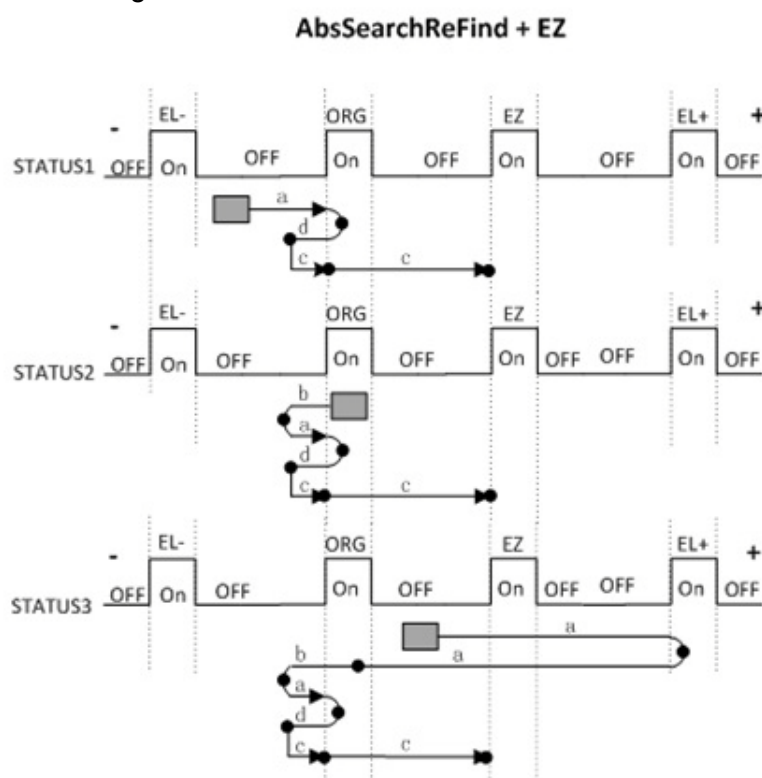 AbsSearchReFind + EZ
- EL- ORG EZ EL+ +
STATUS1 OFF On OFF On OFF On OFF On OFF
a
d
c c
- EL- ORG EZ EL+ +
STATUS2 OFF On OFF On OFF On OFF OFF On OFF
b
a
d
c c
- EL- ORG EZ EL+ +
STATUS3 OFF On OFF On OFF On OFF OFF On OFF
a
b a
a
d
c c